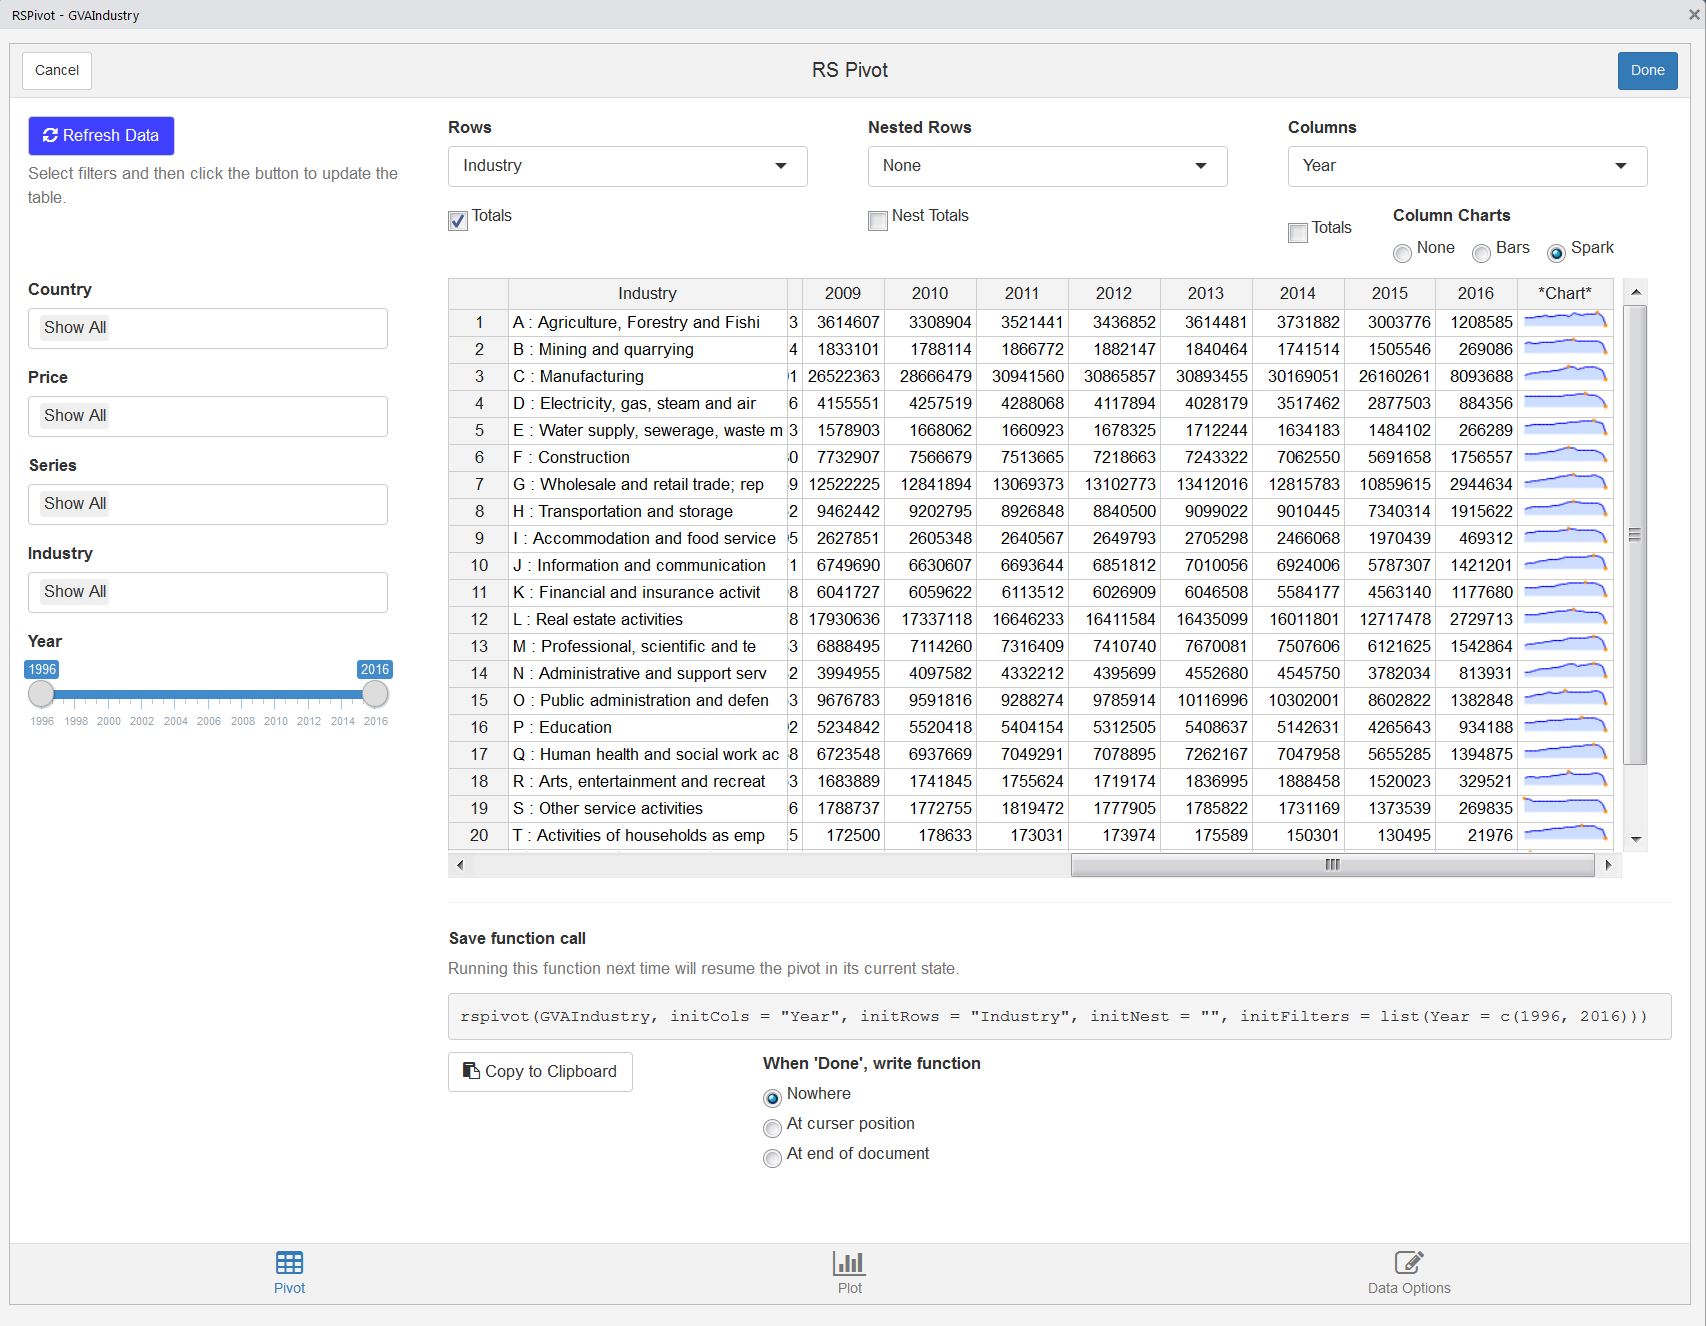 RSPivot - GVAIndustry
Cancel
RS Pivot
Done
Refresh Data
Select filters and then click the button to update the
table.
Rows
Nested Rows
Columns
Industry
None
Year
Totals
Nest Totals
Totals
Column Charts
None Bars Spark
Country
Show All
Price
Show All
Series
Show All
Industry
Show All
Year
1996 2016
1996 1998 2000 2002 2004 2006 2008 2010 2012 2014 2016
Industry 2009 2010 2011 2012 2013 2014 2015 2016 *Chart*
1 A : Agriculture, Forestry and Fishi 3 3614607 3308904 3521441 3436852 3614481 3731882 3003776 1208585
2 B : Mining and quarrying 4 1833101 1788114 1866772 1882147 1840464 1741514 1505546 269086
3 C : Manufacturing 1 26522363 28666479 30941560 30865857 30893455 30169051 26160261 8093688
4 D : Electricity, gas, steam and air 6 4155551 4257519 4288068 4117894 4028179 3517462 2877503 884356
5 E : Water supply, sewerage, waste m 3 1578903 1668062 1660923 1678325 1712244 1634183 1484102 266289
6 F : Construction 0 7732907 7566679 7513665 7218663 7243322 7062550 5691658 1756557
7 G : Wholesale and retail trade; rep 9 12522225 12841894 13069373 13102773 13412016 12815783 10859615 2944634
8 H : Transportation and storage 2 9462442 9202795 8926848 8840500 9099022 9010445 7340314 1915622
9 I : Accommodation and food service 5 2627851 2605348 2640567 2649793 2705298 2466068 1970439 469312
10 J : Information and communication 1 6749690 6630607 6693644 6851812 7010056 6924006 5787307 1421201
11 K : Financial and insurance activit 8 6041727 6059622 6113512 6026909 6046508 5584177 4563140 1177680
12 L : Real estate activities 8 17930636 17337118 16646233 16411584 16435099 16011801 12717478 2729713
13 M : Professional, scientific and te 3 6888495 7114260 7316409 7410740 7670081 7507606 6121625 1542864
14 N : Administrative and support serv 2 3994955 4097582 4332212 4395699 4552680 4545750 3782034 813931
15 O : Public administration and defen 3 9676783 9591816 9288274 9785914 10116996 10302001 8602822 1382848
16 P : Education 2 5234842 5520418 5404154 5312505 5408637 5142631 4265643 934188
17 Q : Human health and social work ac 8 6723548 6937669 7049291 7078895 7262167 7047958 5655285 1394875
18 R : Arts, entertainment and recreat 3 1683889 1741845 1755624 1719174 1836995 1888458 1520023 329521
19 S : Other service activities 6 1788737 1772755 1819472 1777905 1785822 1731169 1373539 269835
20 T : Activities of households as emp 5 172500 178633 173031 173974 175589 150301 130495 21976
Save function call
Running this function next time will resume the pivot in its current state.
rspivot(GVAIndustry, initCols = "Year", initRows = "Industry", initNest = "", initFilters = list(Year = c(1996, 2016)))
Copy to Clipboard
When 'Done', write function
Nowhere
At curser position
At end of document
Pivot
Plot
Data Options